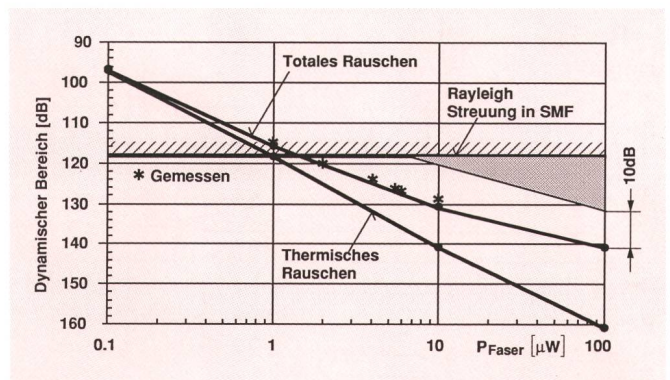 90
100
110
120
130
140
150
160
Dynamischer Bereich [dB]
Totales Rauschen
Rayleigh
Streuung in SMF
* Gemessen
10dB
Thermisches
Rauschen
0.1
1
10
100
PFaser [µW]